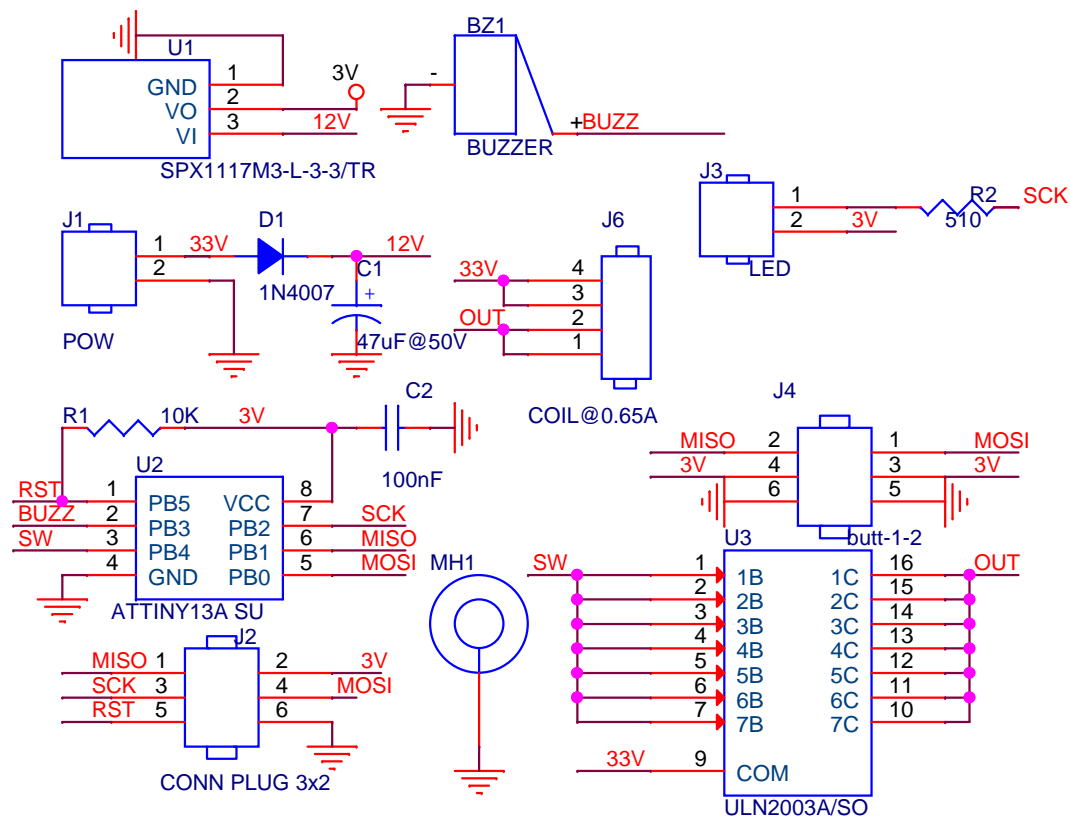 U1
1
GND
2
VO
3
VI
3V
12V
SPX1117M3-L-3-3/TR
BZ1
-
+BUZZ
BUZZER
J3
1
2
3V
R2
510
SCK
LED
J1
1
2
33V
D1
1N4007
12V
C1
+
47uF@50V
POW
J6
33V
4
3
OUT
2
1
COIL@0.65A
R1
10K
3V
C2
100nF
U2
RST
1
PB5
VCC
8
BUZZ
2
PB3
PB2
7
SCK
SW
3
PB4
PB1
6
MISO
4
GND
PB0
5
MOSI
ATTINY13A SU
J4
MISO
2
1
MOSI
3V
4
3
3V
6
5
butt-1-2
J2
MISO
1
2
3V
SCK
3
4
MOSI
RST
5
6
CONN PLUG 3x2
MH1
U3
SW
1
1B
1C
16
OUT
2
2B
2C
15
3
3B
3C
14
4
4B
4C
13
5
5B
5C
12
6
6B
6C
11
7
7B
7C
10
33V
9
COM
ULN2003A/SO